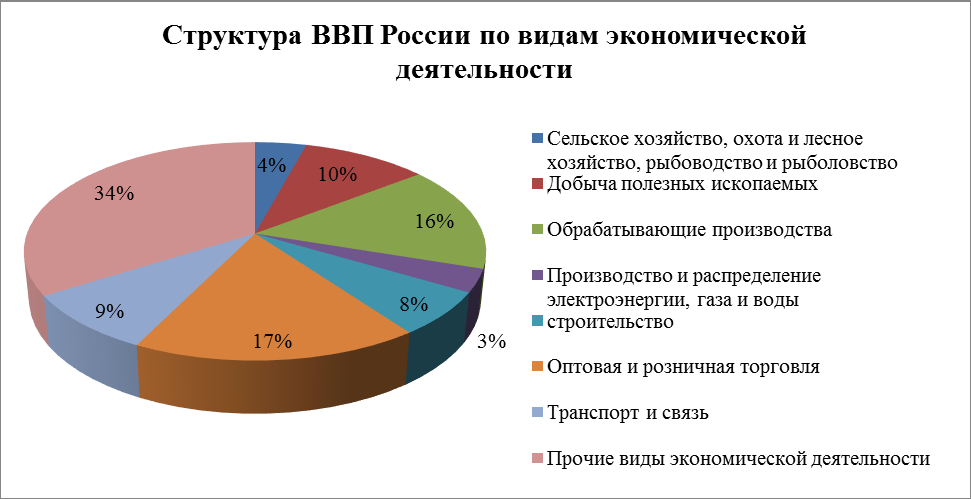 Структура ВВП России по видам экономической
деятельности
4%
10%
16%
3%
8%
17%
9%
34%
Сельское хозяйство, охота и лесное
хозяйство, рыбоводство и рыболовство
Добыча полезных ископаемых
Обрабатывающие производства
Производство и распределение
электроэнергии, газа и воды
строительство
Оптовая и розничная торговля
Транспорт и связь
Прочие виды экономической деятельности